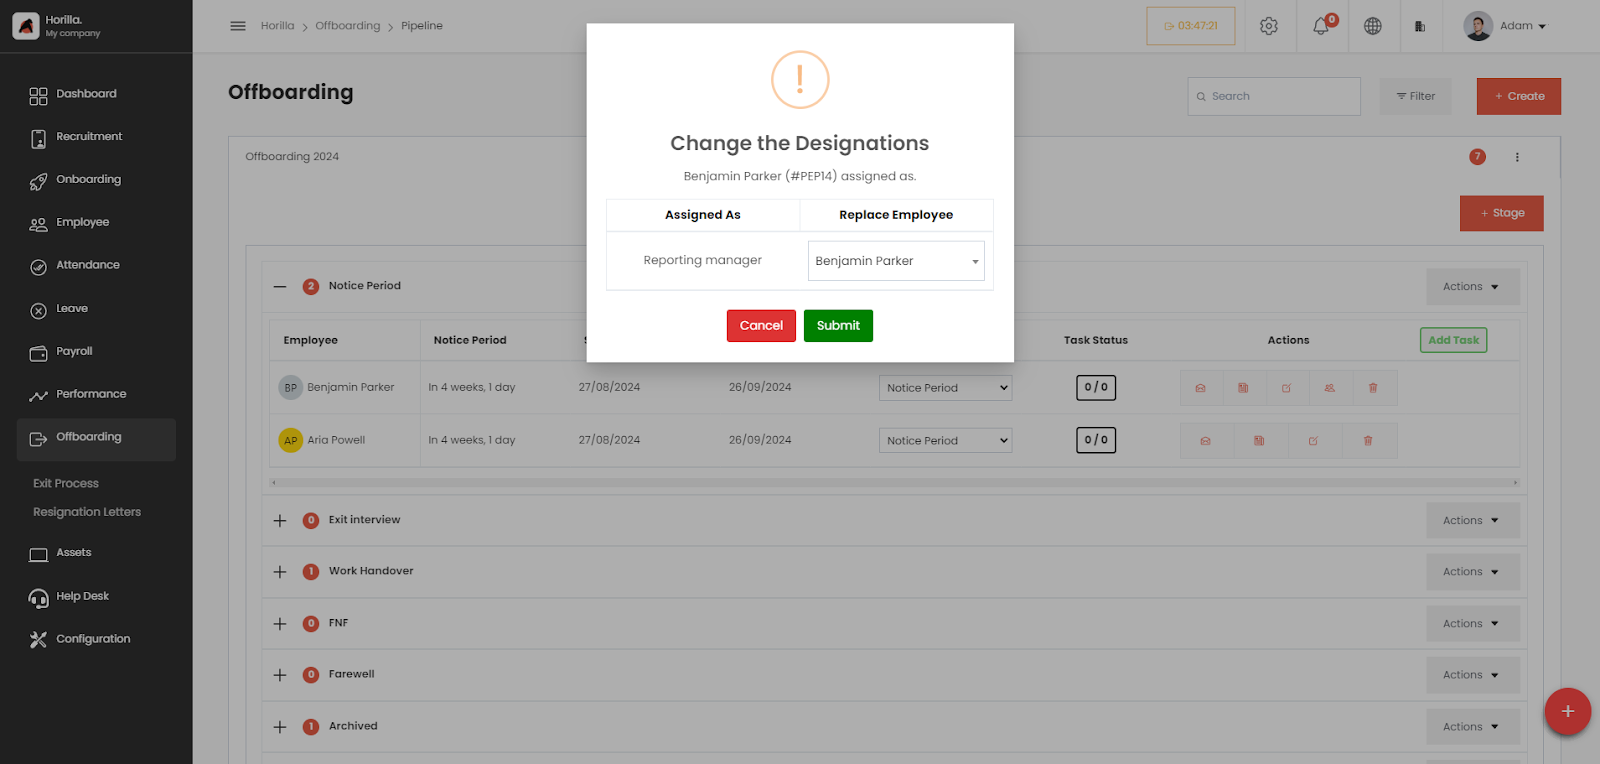 Horilla.
My company
Horilla > Offboarding > Pipeline
03:47:21
0
Adam
Dashboard
Recruitment
Onboarding
Employee
Attendance
Leave
Payroll
Performance
Offboarding
Exit Process
Resignation Letters
Assets
Help Desk
Configuration
Offboarding
Search
Filter
+ Create
Offboarding 2024
7
+ Stage
!
Change the Designations
Benjamin Parker (#PEP14) assigned as.
Assigned As Replace Employee
Reporting manager Benjamin Parker
Cancel Submit
2 Notice Period Actions
Employee Notice Period Task Status Actions Add Task
BP Benjamin Parker In 4 weeks, 1 day 27/08/2024 26/09/2024 Notice Period 0 / 0
AP Aria Powell In 4 weeks, 1 day 27/08/2024 26/09/2024 Notice Period 0 / 0
0 Exit interview Actions
1 Work Handover Actions
0 FNF Actions
0 Farewell Actions
1 Archived Actions
+